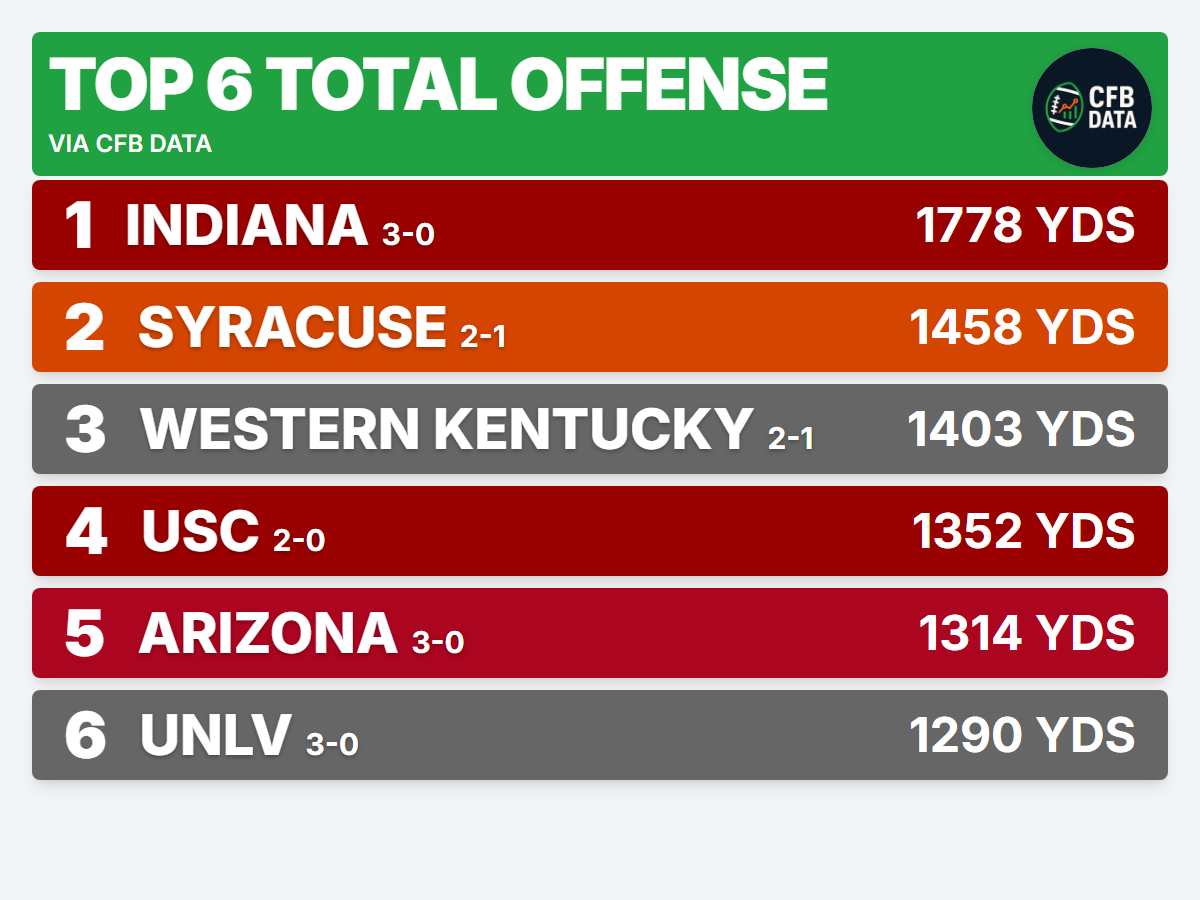 TOP 6 TOTAL OFFENSE
VIA CFB DATA
CFB
DATA
1 INDIANA 3-0 1778 YDS
2 SYRACUSE 2-1 1458 YDS
3 WESTERN KENTUCKY 2-1 1403 YDS
4 USC 2-0 1352 YDS
5 ARIZONA 3-0 1314 YDS
6 UNLV 3-0 1290 YDS